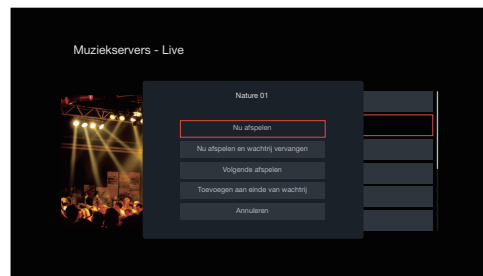 Muziekservers - Live
Nature 01
Nu afspelen
Nu afspelen en wachtrij vervangen
Volgende afspelen
Toevoegen aan einde van wachtrij
Annuleren